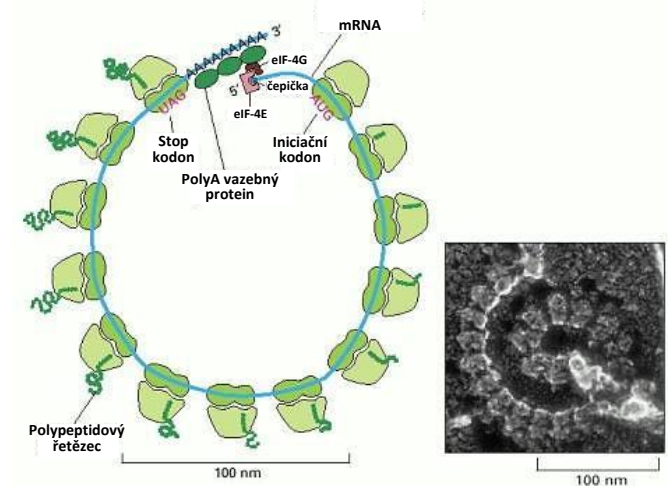 mRNA
3'
AAAAAAAAA
eIF-4G
5'
čepička
eIF-4E
UAG
AUG
Stop
kodon
Iniciační
kodon
PolyA vazebný
protein
Polypeptidový
řetězec
100 nm
100 nm